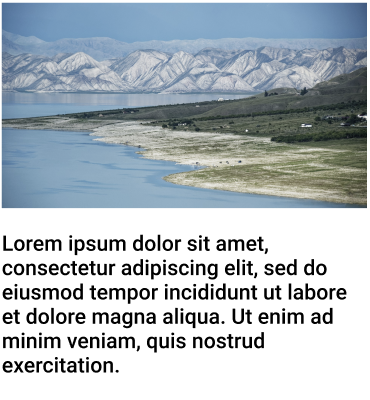 Lorem ipsum dolor sit amet,
consectetur adipiscing elit, sed do
eiusmod tempor incididunt ut labore
et dolore magna aliqua. Ut enim ad
minim veniam, quis nostrud
exercitation.